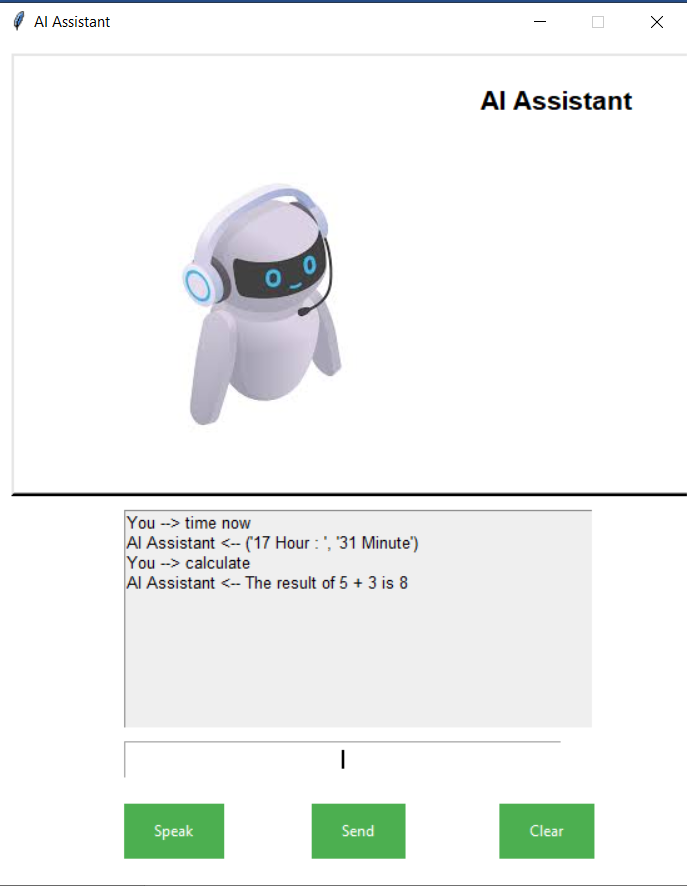 AI Assistant
AI Assistant
You --> time now
AI Assistant <-- ('17 Hour : ', '31 Minute')
You --> calculate
AI Assistant <-- The result of 5 + 3 is 8
Speak
Send
Clear